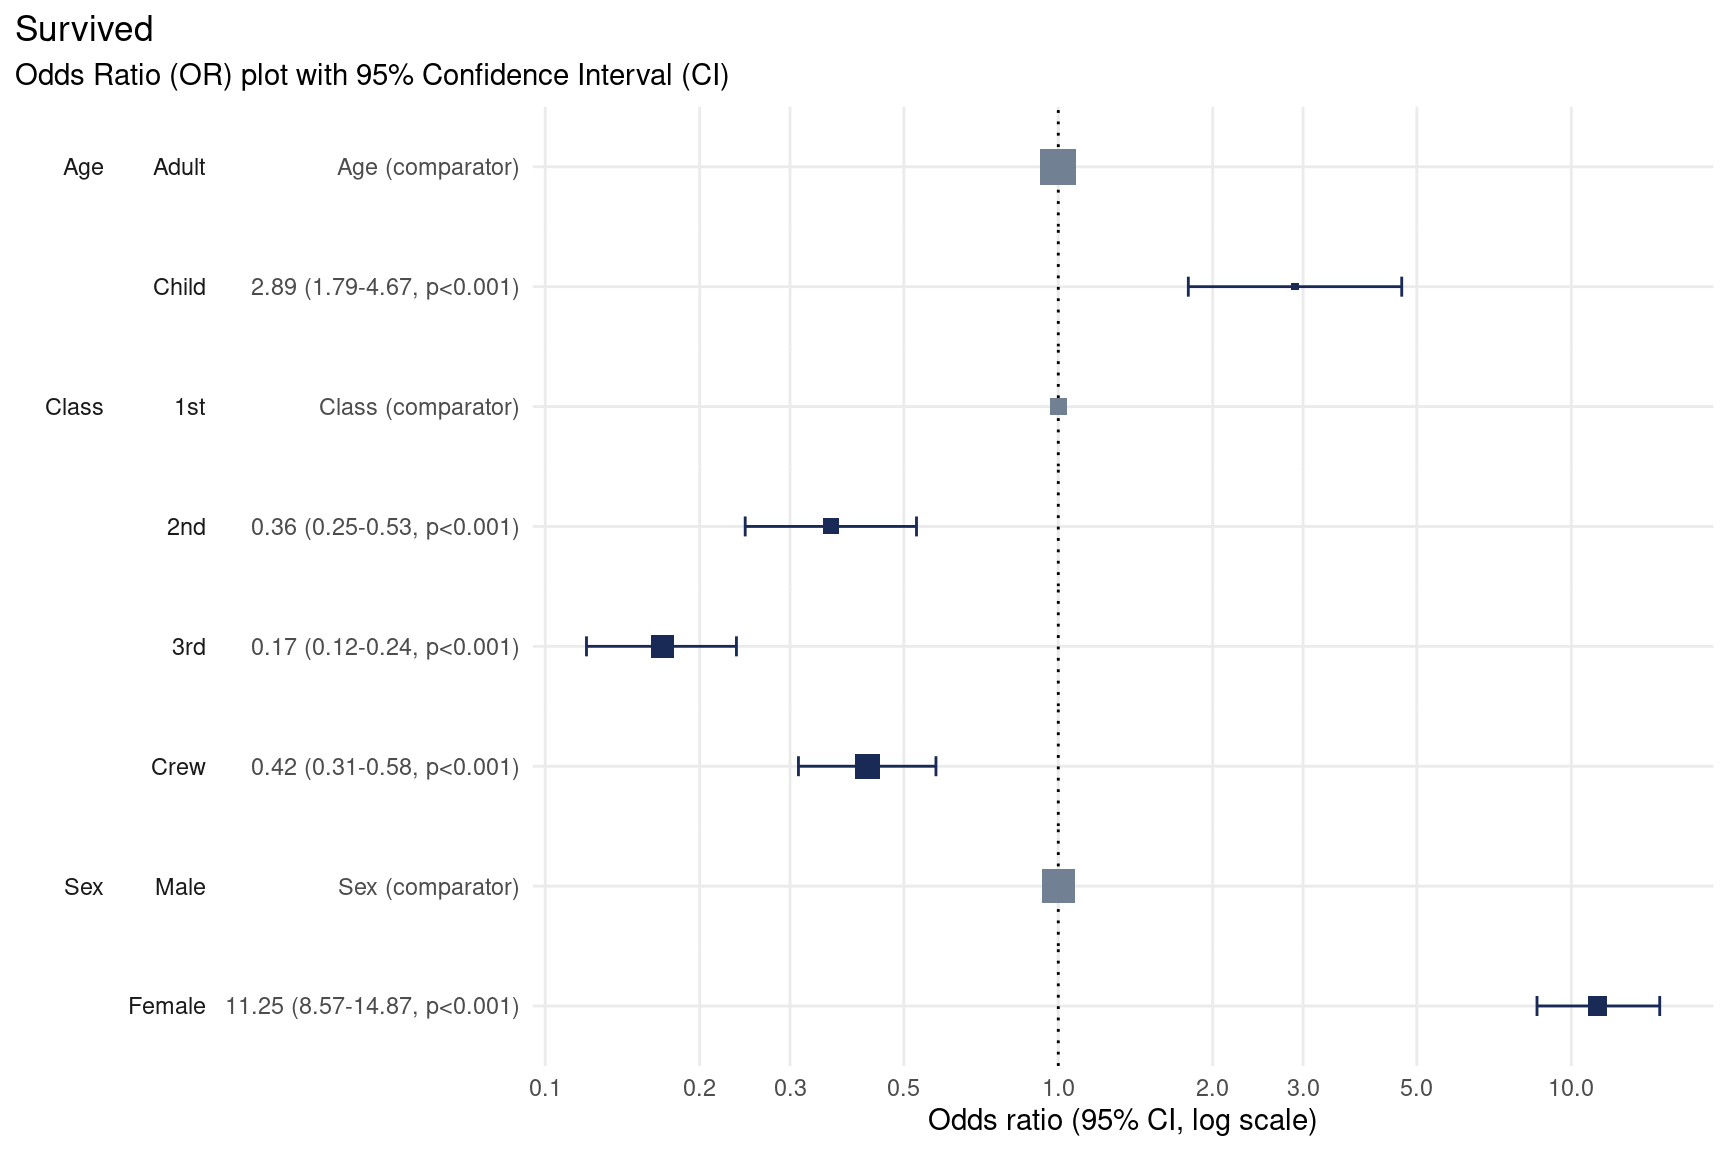 Survived
Odds Ratio (OR) plot with 95% Confidence Interval (CI)
Age Adult Age (comparator)
Child 2.89 (1.79-4.67, p<0.001)
Class 1st Class (comparator)
2nd 0.36 (0.25-0.53, p<0.001)
3rd 0.17 (0.12-0.24, p<0.001)
Crew 0.42 (0.31-0.58, p<0.001)
Sex Male Sex (comparator)
Female 11.25 (8.57-14.87, p<0.001)
0.1 0.2 0.3 0.5 1.0 2.0 3.0 5.0 10.0
Odds ratio (95% CI, log scale)